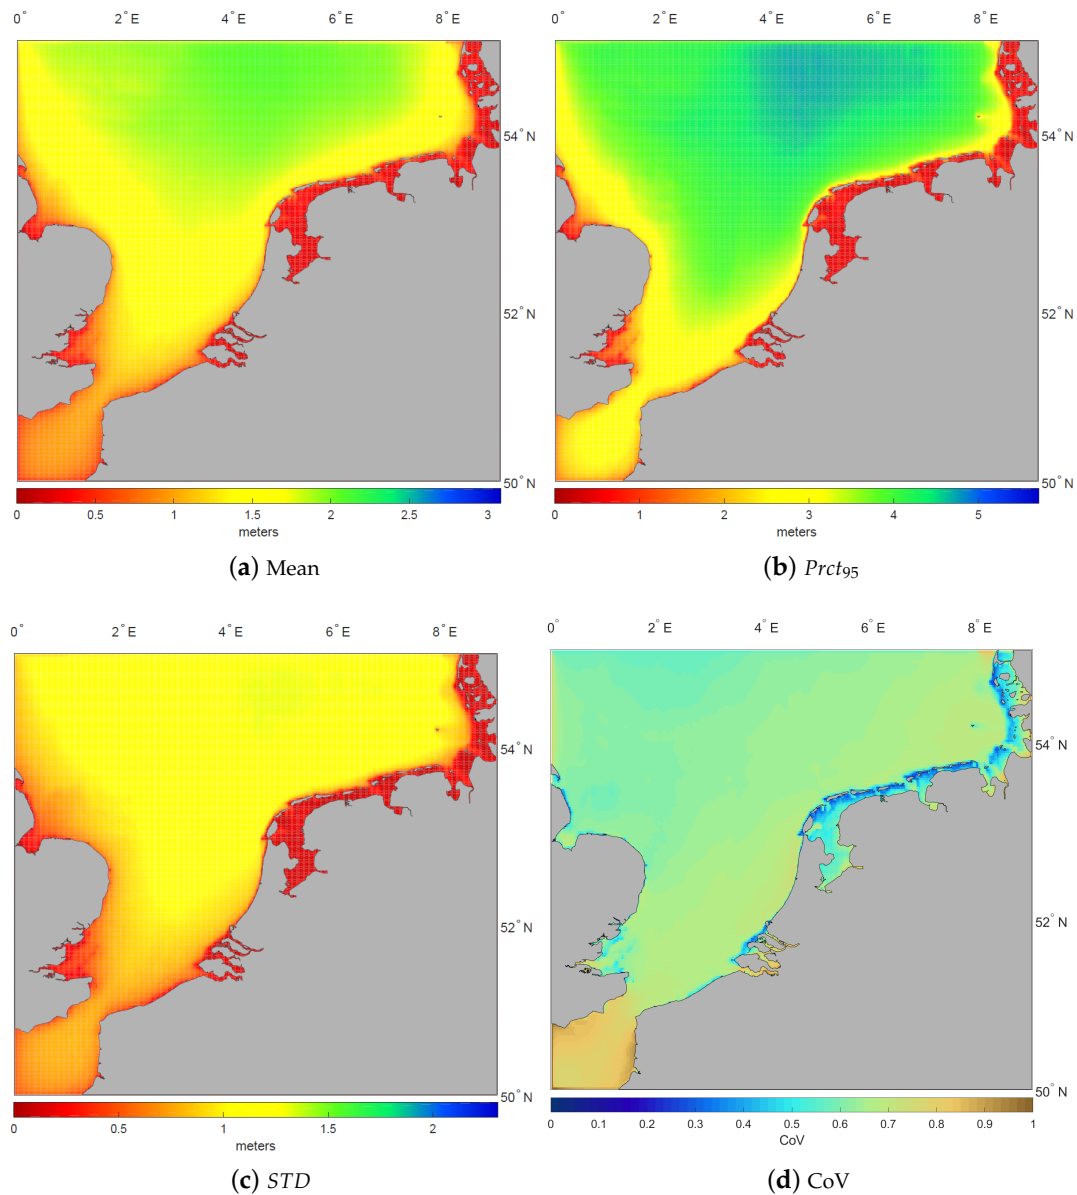 0° 2° E 4° E 6° E 8° E
54° N
52° N
50° N
0 0.5 1 1.5 2 2.5 3
meters
(a) Mean
0° 2° E 4° E 6° E 8° E
54° N
52° N
50° N
0 1 2 3 4 5
meters
(b) Prct95
0° 2° E 4° E 6° E 8° E
54° N
52° N
50° N
0 0.5 1 1.5 2
meters
(c) STD
0° 2° E 4° E 6° E 8° E
54° N
52° N
50° N
0 0.1 0.2 0.3 0.4 0.5 0.6 0.7 0.8 0.9 1
CoV
(d) CoV